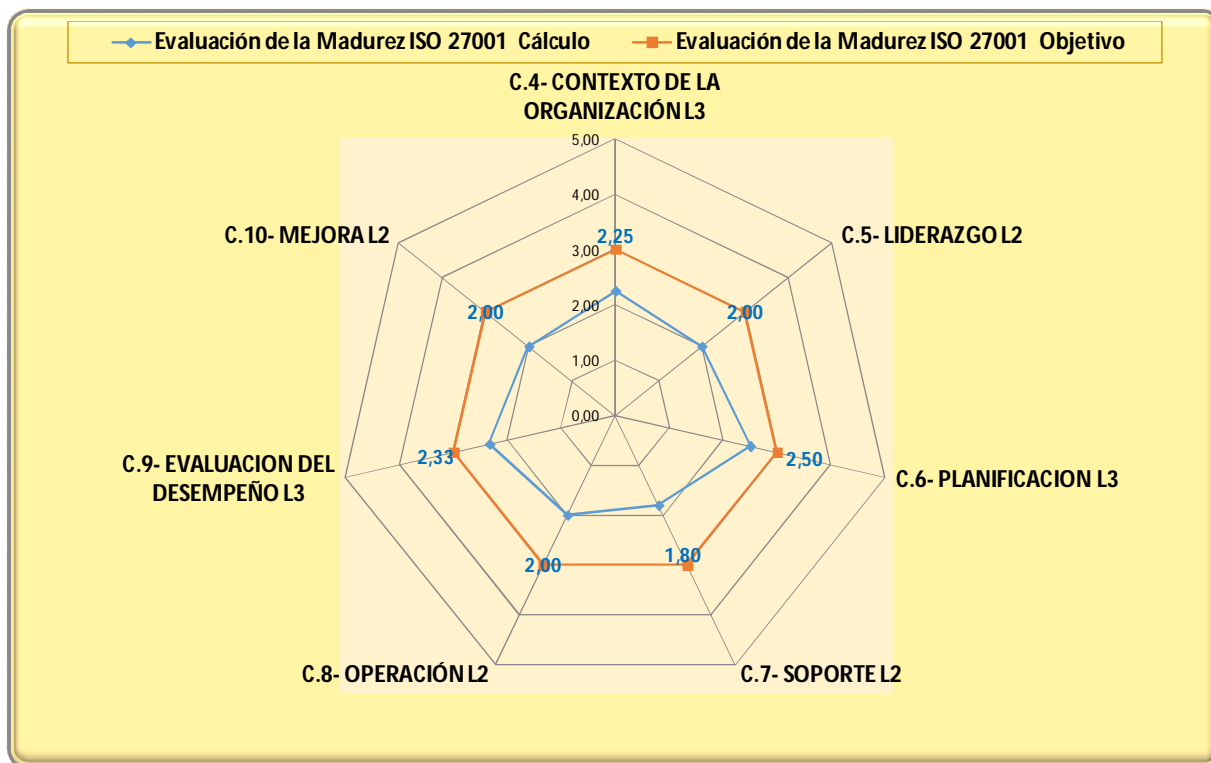 Evaluación de la Madurez ISO 27001 Cálculo
Evaluación de la Madurez ISO 27001 Objetivo
C.4- CONTEXTO DE LA
ORGANIZACIÓN L3
5,00
4,00
3,00
2,00
1,00
0,00
2,25
C.5- LIDERAZGO L2
2,00
C.6- PLANIFICACION L3
2,50
C.7- SOPORTE L2
1,80
C.8- OPERACIÓN L2
2,00
C.9- EVALUACION DEL
DESEMPEÑO L3
2,33
C.10- MEJORA L2
2,00